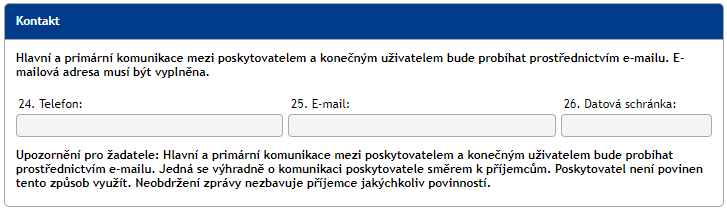 Kontakt
Hlavní a primární komunikace mezi poskytovatelem a konečným uživatelem bude probíhat prostřednictvím e-mailu. E-
mailová adresa musí být vyplněna.
24. Telefon:
25. E-mail:
26. Datová schránka:
Upozornění pro žadatele: Hlavní a primární komunikace mezi poskytovatelem a konečným uživatelem bude probíhat
prostřednictvím e-mailu. Jedná se výhradně o komunikaci poskytovatele směrem k příjemcům. Poskytovatel není povinen
tento způsob využít. Neobdržení zprávy nezbavuje příjemce jakýchkoliv povinností.